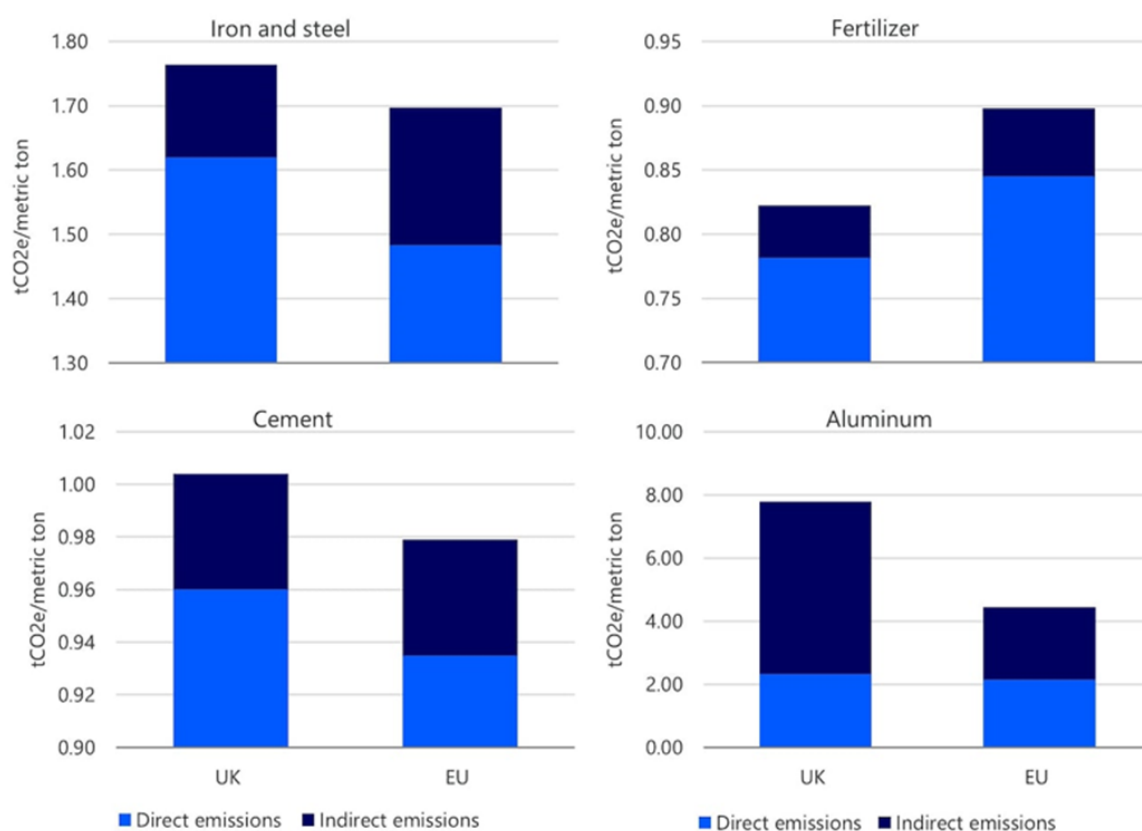 Iron and steel
tCO2e/metric ton
1.80
1.70
1.60
1.50
1.40
1.30
Fertilizer
tCO2e/metric ton
0.95
0.90
0.85
0.80
0.75
0.70
Cement
tCO2e/metric ton
1.02
1.00
0.98
0.96
0.94
0.92
0.90
UK EU
Direct emissions Indirect emissions
Aluminum
tCO2e/metric ton
10.00
8.00
6.00
4.00
2.00
0.00
UK EU
Direct emissions Indirect emissions